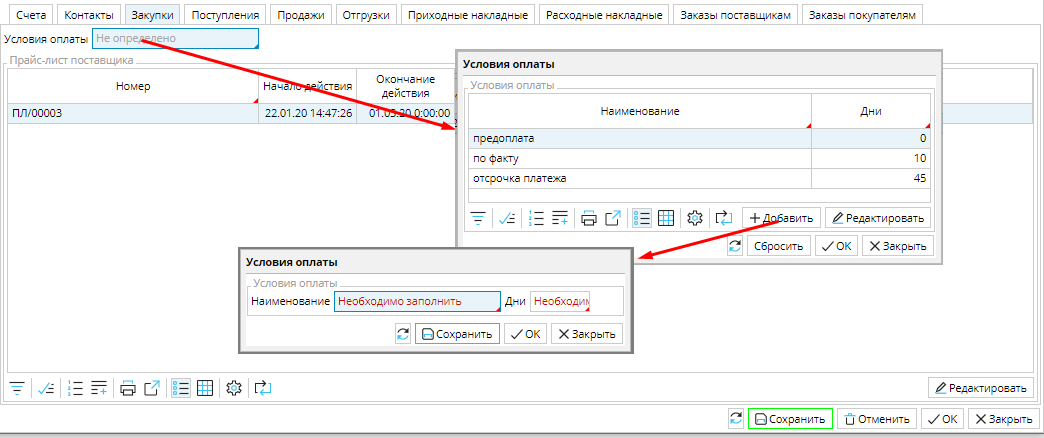 Счета Контакты Закупки Поступления Продажи Отгрузки Приходные накладные Расходные накладные Заказы поставщикам Заказы покупателям
Условия оплаты Не определено
Прайс-лист поставщика
Номер Начало действия Окончание действия
ПЛ/00003 22.01.20 14:47:26 01.05.20 0:00:00
Условия оплаты
Условия оплаты
Наименование Дни
предоплата 0
по факту 10
отсрочка платежа 45
Добавить Редактировать
Сбросить OK Закрыть
Условия оплаты
Условия оплаты
Наименование Необходимо заполнить Дни Необходим
Сохранить OK Закрыть
Редактировать
Сохранить Отменить OK Закрыть